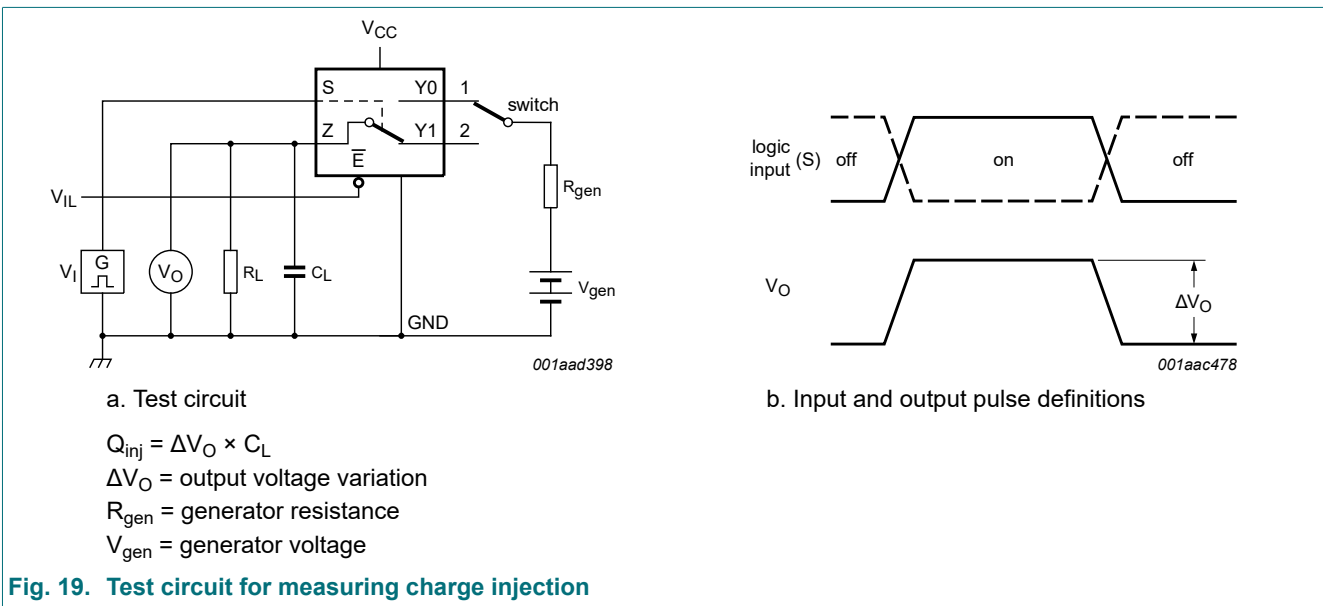 VCC
S
Y0
1
switch
Z
Y1
2
E
Rgen
VIL
VI
G
VO
RL
CL
Vgen
GND
001aad398
a. Test circuit
logic
input
(S)
off
on
off
VO
ΔVO
001aac478
b. Input and output pulse definitions
Qinj = ΔVO × CL
ΔVO = output voltage variation
Rgen = generator resistance
Vgen = generator voltage
Fig. 19. Test circuit for measuring charge injection